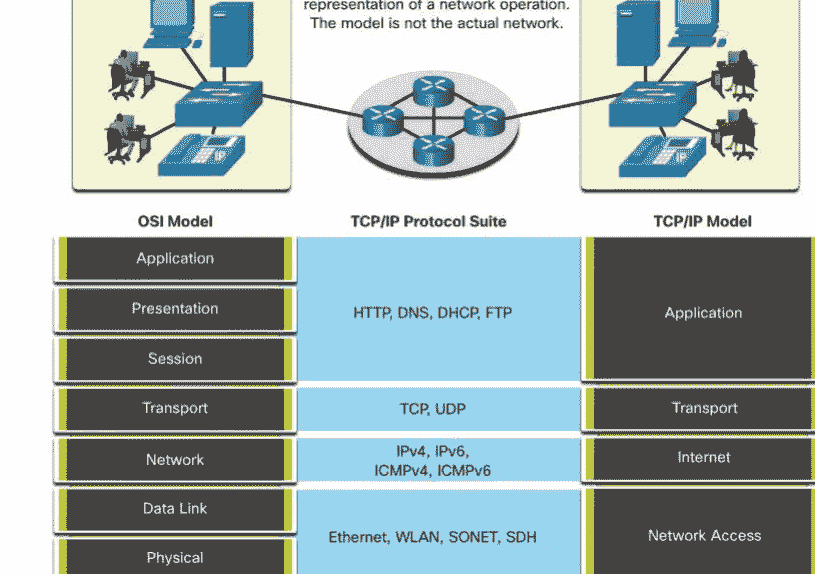 representation of a network operation.
The model is not the actual network.
IP
IP
OSI Model
TCP/IP Protocol Suite
TCP/IP Model
Application
Presentation
Session
HTTP, DNS, DHCP, FTP
Application
Transport
TCP, UDP
Transport
Network
IPv4, IPv6,
ICMPv4, ICMPv6
Internet
Data Link
Physical
Ethernet, WLAN, SONET, SDH
Network Access